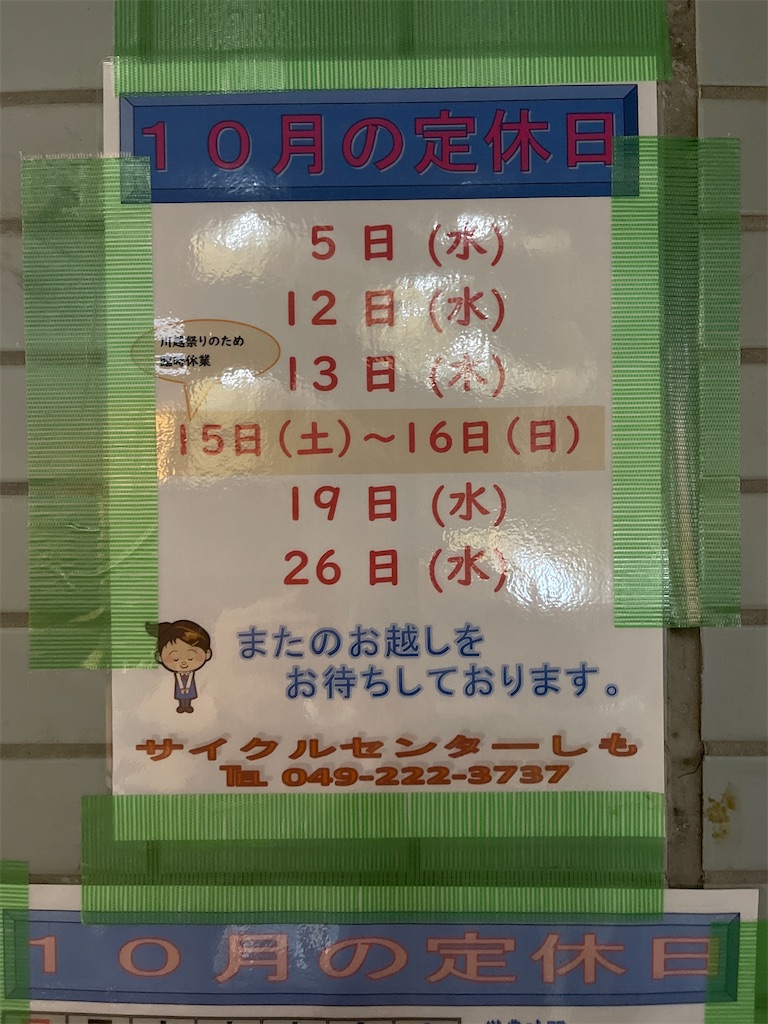 １０月の定休日
5日(水)
12日(水)
川越祭りのため
臨時休業
13日(木)
15日(土)～16日(日)
19日(水)
26日(水)
またのお越しを
お待ちしております。
サイクルセンターしも
℡ 049-222-3737
１０月の定休日